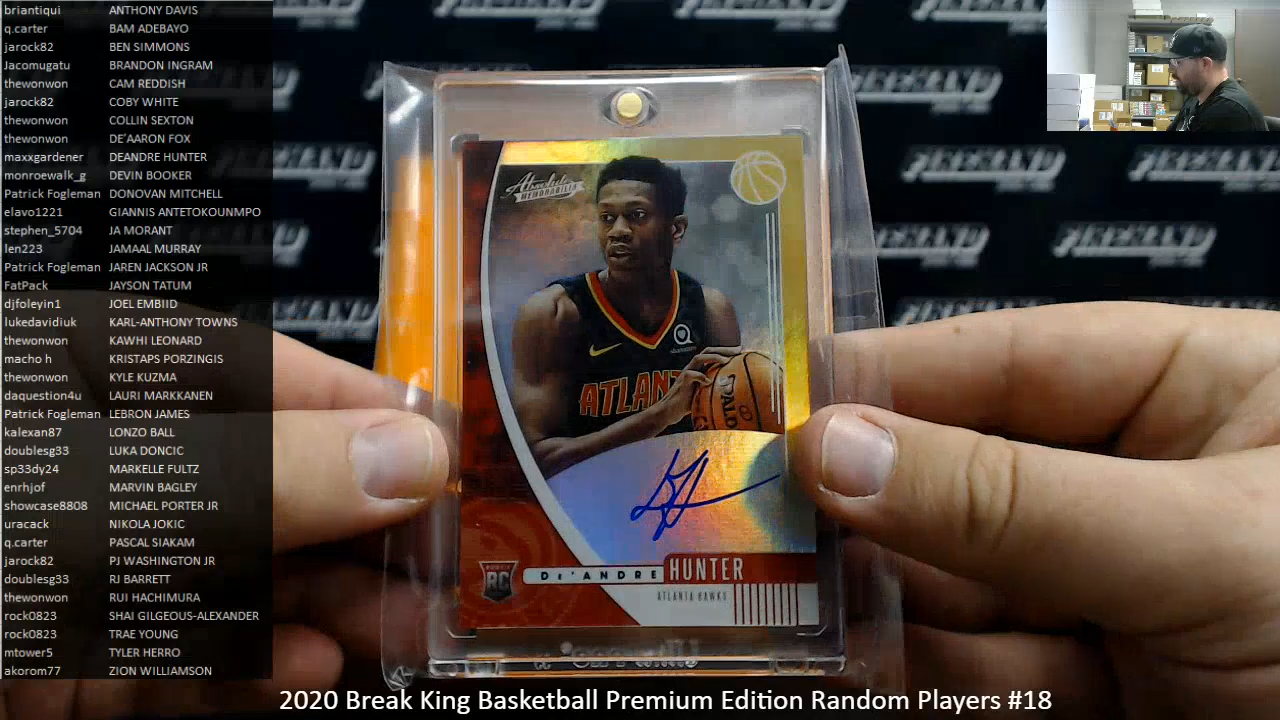 briantiqui ANTHONY DAVIS
q.carter BAM ADEBAYO
jarock82 BEN SIMMONS
Jacomugatu BRANDON INGRAM
thewonwon CAM REDDISH
jarock82 COBY WHITE
thewonwon COLLIN SEXTON
thewonwon DE'AARON FOX
maxxgardener DEANDRE HUNTER
monroewalk_g DEVIN BOOKER
Patrick Fogleman DONOVAN MITCHELL
elavo1221 GIANNIS ANTETOKOUNMPO
stephen_5704 JA MORANT
len223 JAMAAL MURRAY
Patrick Fogleman JAREN JACKSON JR
FatPack JAYSON TATUM
djfoleyin1 JOEL EMBIID
lukedavidiuk KARL-ANTHONY TOWNS
thewonwon KAWHI LEONARD
macho h KRISTAPS PORZINGIS
thewonwon KYLE KUZMA
daquestion4u LAURI MARKKANEN
Patrick Fogleman LEBRON JAMES
kalexan87 LONZO BALL
doublesg33 LUKA DONCIC
sp33dy24 MARKELLE FULTZ
enrhjof MARVIN BAGLEY
showcase8808 MICHAEL PORTER JR
uracack NIKOLA JOKIC
q.carter PASCAL SIAKAM
jarock82 PJ WASHINGTON JR
doublesg33 RJ BARRETT
thewonwon RUI HACHIMURA
rock0823 SHAI GILGEOUS-ALEXANDER
rock0823 TRAE YOUNG
mtower5 TYLER HERRO
akorom77 ZION WILLIAMSON
Absolute
MEMORABILIA
ATLANT
RC
DE'ANDRE HUNTER
ATLANTA HAWKS
2020 Break King Basketball Premium Edition Random Players #18